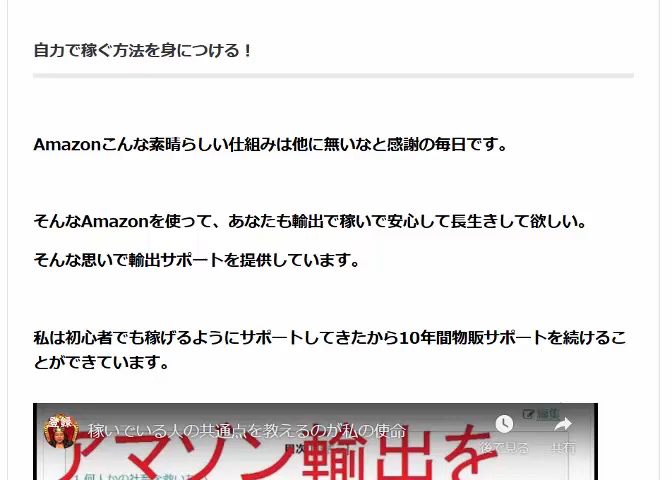 自力で稼ぐ方法を身につける！
Amazonこんな素晴らしい仕組みは他に無いなと感謝の毎日です。
そんなAmazonを使って、あなたも輸出で稼いで安心して長生きして欲しい。
そんな思いで輸出サポートを提供しています。
私は初心者でも稼げるようにサポートしてきたから10年間物販サポートを続けるこ
とができています。
編集
登録
稼いでいる人の共通点を教えるのが私の使命
後で見る
共有
アマゾン輸出を
目次